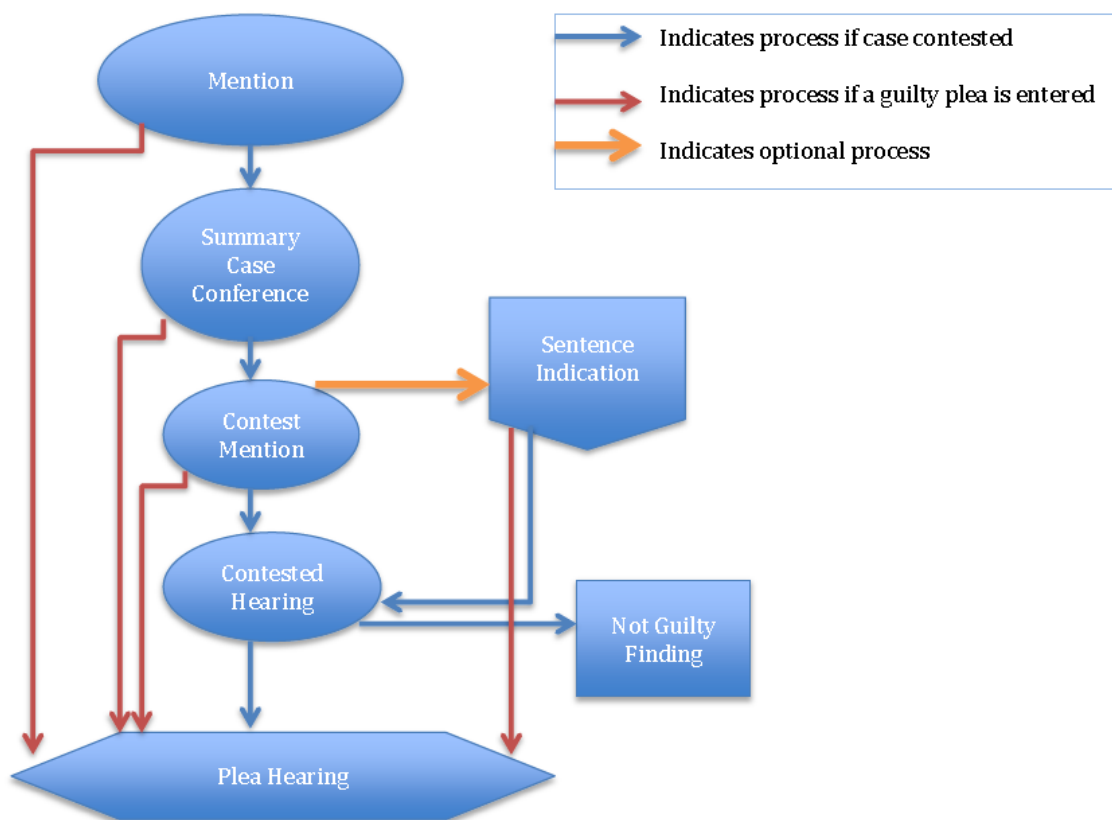 Mention
Indicates process if case contested
Indicates process if a guilty plea is entered
Indicates optional process
Summary
Case
Conference
Sentence
Indication
Contest
Mention
Contested
Hearing
Not Guilty
Finding
Plea Hearing